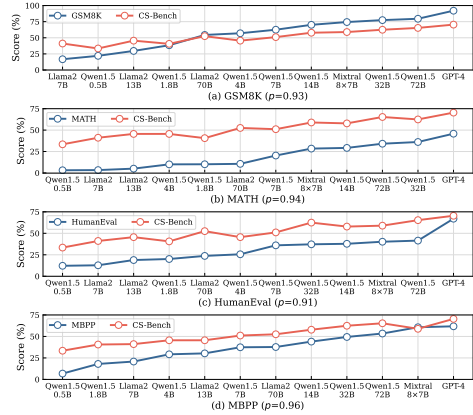 100
75
50
25
0
Score (%)
GSM8K CS-Bench
Llama2 Qwen1.5 Llama2 Qwen1.5 Llama2 Qwen1.5 Qwen1.5 Qwen1.5 Mixtral Qwen1.5 Qwen1.5 GPT-4
7B 0.5B 13B 1.8B 70B 4B 7B 14B 8×7B 32B 72B
(a) GSM8K (p=0.93)
75
50
25
0
Score (%)
MATH CS-Bench
Qwen1.5 Llama2 Llama2 Qwen1.5 Qwen1.5 Llama2 Qwen1.5 Mixtral Qwen1.5 Qwen1.5 Qwen1.5 GPT-4
0.5B 7B 13B 4B 1.8B 70B 7B 8×7B 14B 72B 32B
(b) MATH (p=0.94)
75
50
25
0
Score (%)
HumanEval CS-Bench
Qwen1.5 Llama2 Llama2 Qwen1.5 Llama2 Qwen1.5 Qwen1.5 Qwen1.5 Qwen1.5 Mixtral Qwen1.5 GPT-4
0.5B 7B 13B 1.8B 70B 4B 7B 32B 14B 8×7B 72B
(c) HumanEval (p=0.91)
75
50
25
0
Score (%)
MBPP CS-Bench
Qwen1.5 Qwen1.5 Llama2 Llama2 Qwen1.5 Qwen1.5 Llama2 Qwen1.5 Qwen1.5 Qwen1.5 Mixtral GPT-4
0.5B 1.8B 7B 13B 4B 7B 70B 14B 32B 72B 8×7B
(d) MBPP (p=0.96)